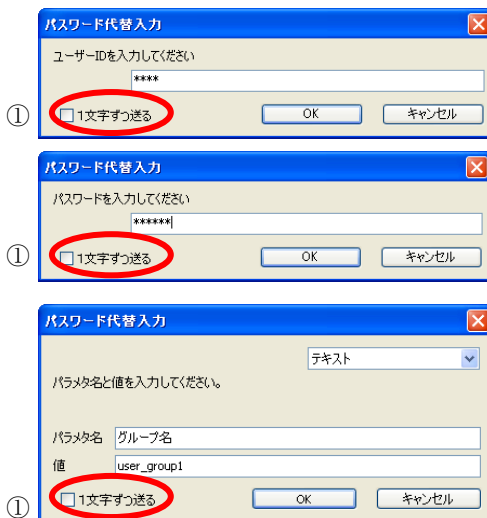 パスワード代替入力
ユーザーIDを入力してください
****
① 1文字ずつ送る OK キャンセル
パスワード代替入力
パスワードを入力してください
******
① 1文字ずつ送る OK キャンセル
パスワード代替入力
テキスト
パラメタ名と値を入力してください。
パラメタ名 グループ名
値 user_group1
① 1文字ずつ送る OK キャンセル